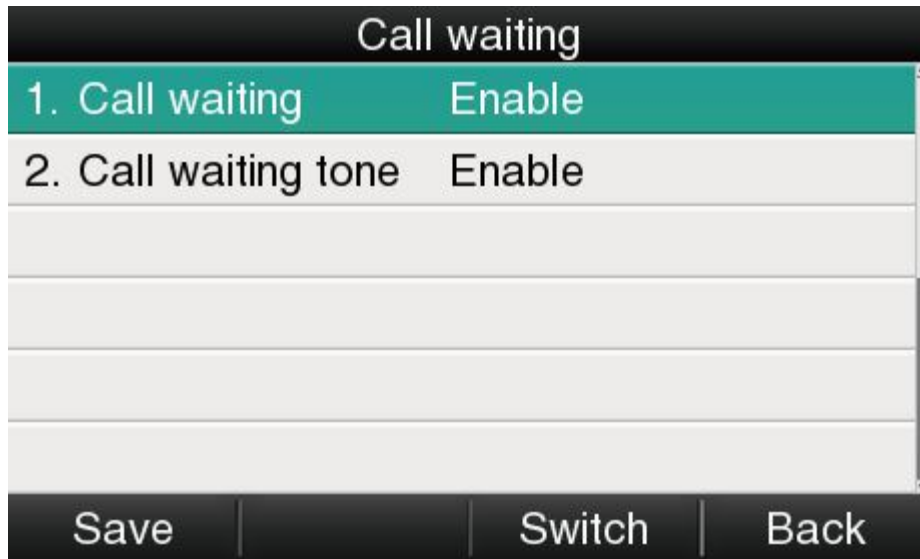 Call waiting
1. Call waiting Enable
2. Call waiting tone Enable
Save Switch Back